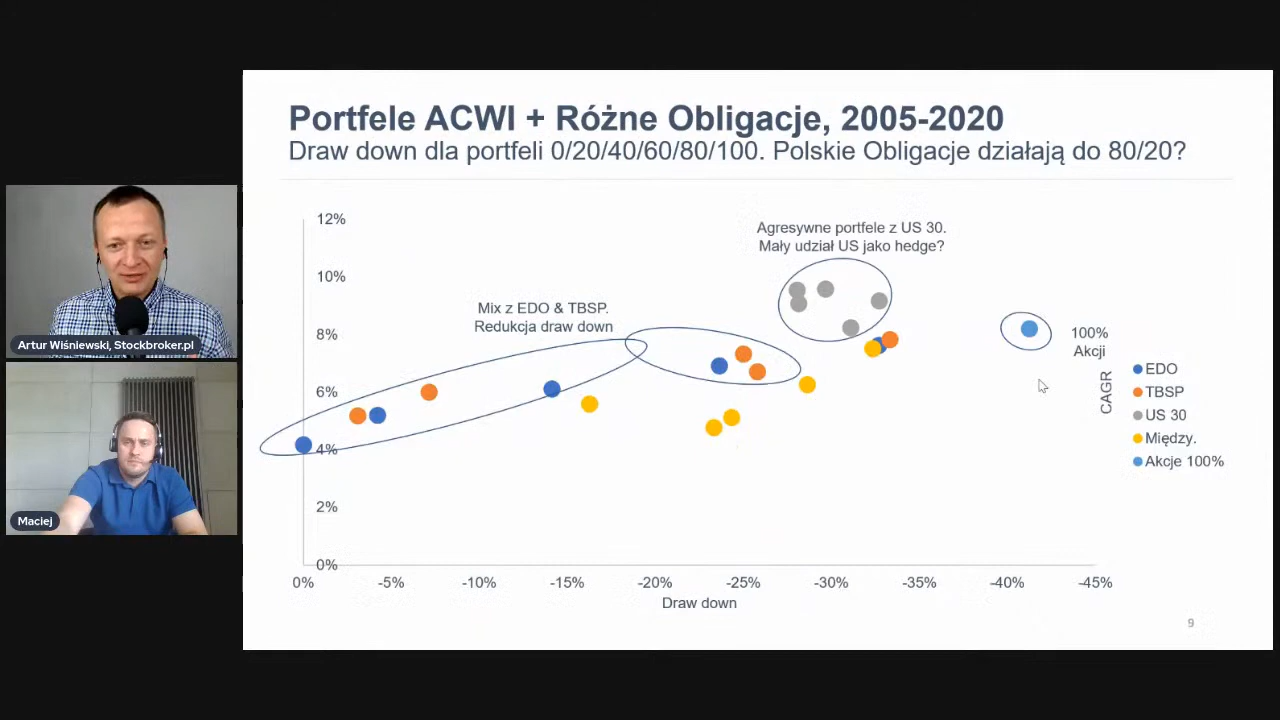 Portfele ACWI + Różne Obligacje, 2005-2020
Draw down dla portfeli 0/20/40/60/80/100. Polskie Obligacje działają do 80/20?
12%
10%
8%
6%
4%
2%
0%
Agresywne portfele z US 30.
Mały udział US jako hedge?
Mix z EDO & TBSP.
Redukcja draw down
100%
Akcji
CAGR
EDO
TBSP
US 30
Między.
Akcje 100%
0%
-5%
-10%
-15%
-20%
-25%
-30%
-35%
-40%
-45%
Draw down
9
Artur Wiśniewski, Stockbroker.pl
Maciej